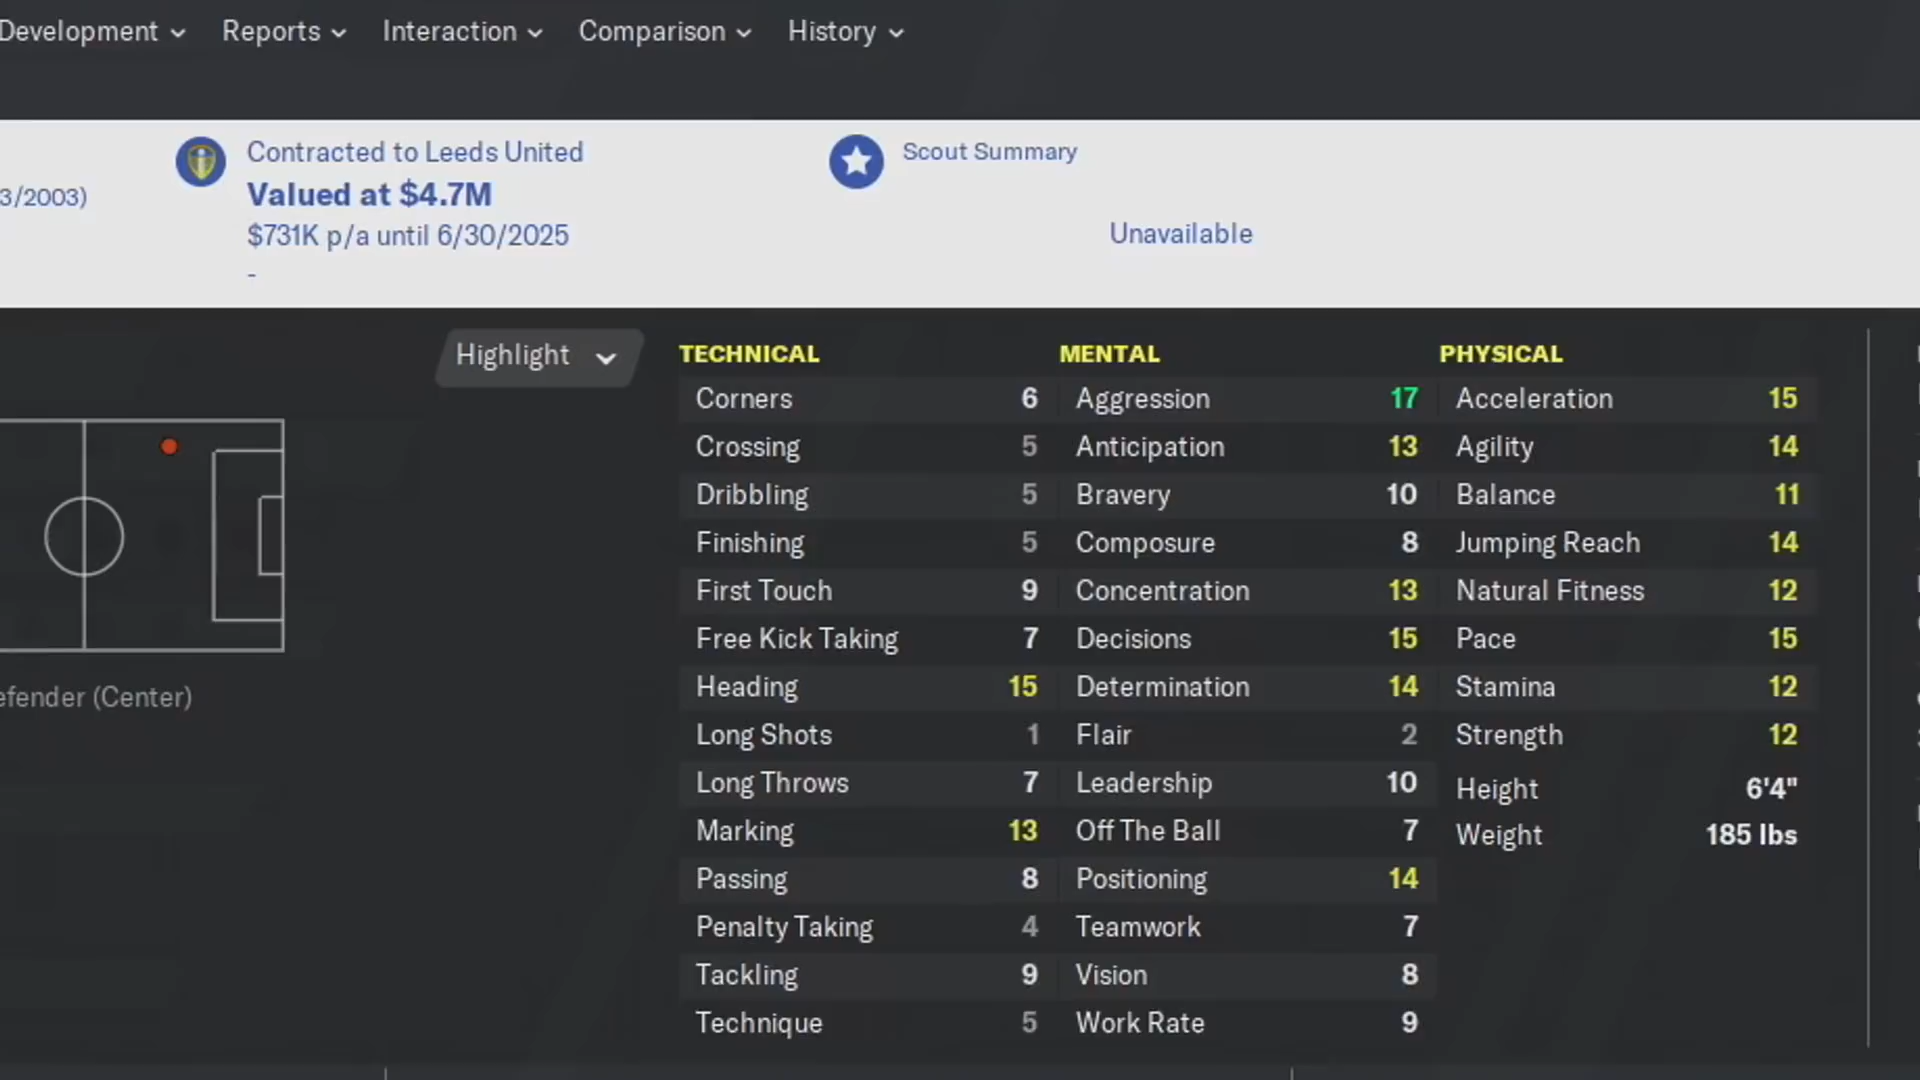 Development Reports Interaction Comparison History
3/2003)
Contracted to Leeds United
Valued at $4.7M
$731K p/a until 6/30/2025
-
Scout Summary
Unavailable
Highlight
efender (Center)
TECHNICAL
Corners 6
Crossing 5
Dribbling 5
Finishing 5
First Touch 9
Free Kick Taking 7
Heading 15
Long Shots 1
Long Throws 7
Marking 13
Passing 8
Penalty Taking 4
Tackling 9
Technique 5
MENTAL
Aggression 17
Anticipation 13
Bravery 10
Composure 8
Concentration 13
Decisions 15
Determination 14
Flair 2
Leadership 10
Off The Ball 7
Positioning 14
Teamwork 7
Vision 8
Work Rate 9
PHYSICAL
Acceleration 15
Agility 14
Balance 11
Jumping Reach 14
Natural Fitness 12
Pace 15
Stamina 12
Strength 12
Height 6'4"
Weight 185 lbs